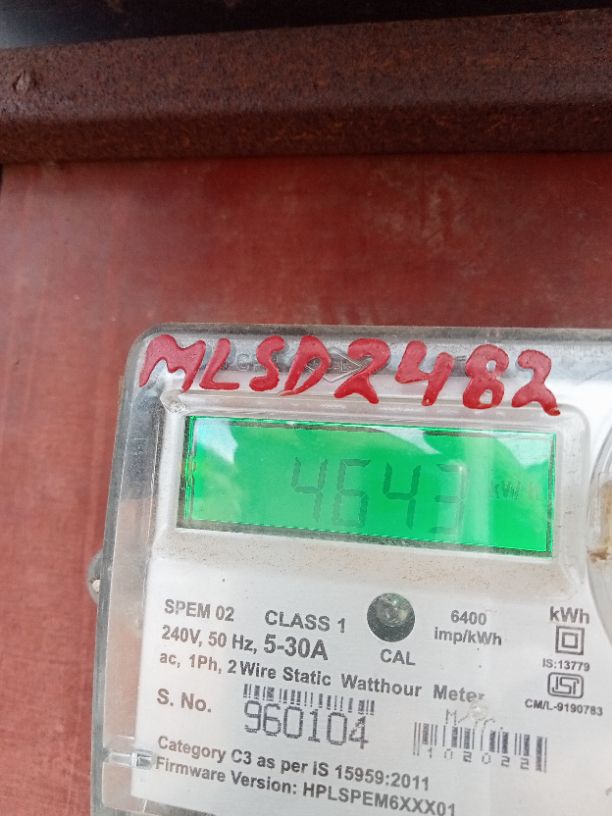 MLSD2482
4643 kWh
SPEM 02 CLASS 1 6400 kWh
240V, 50 Hz, 5-30A imp/kWh
CAL
IS:13779
ac, 1Ph, 2 Wire Static Watthour Meter
CM/L-9190783
S. No. 960104
102022
Category C3 as per IS 15959:2011
Firmware Version: HPLSPEM6XXX01